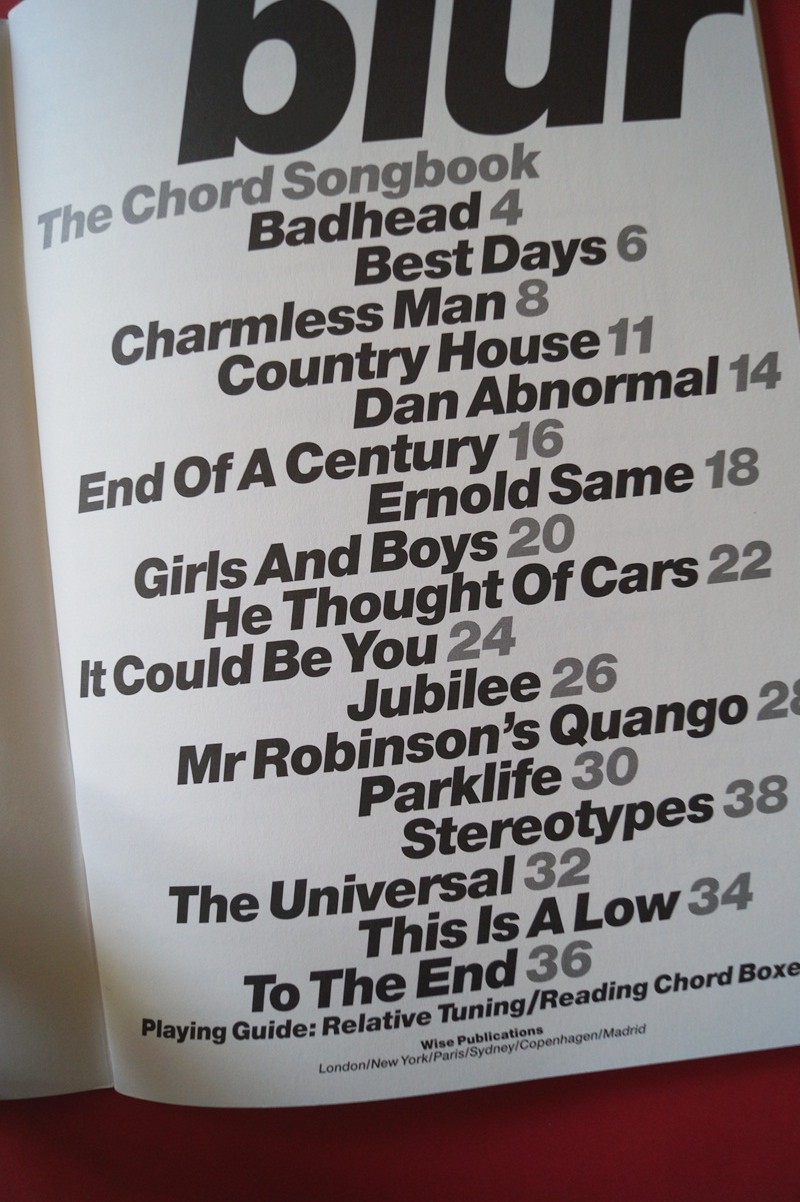 blur
The Chord Songbook
Badhead 4
Best Days 6
Charmless Man 8
Country House 11
Dan Abnormal 14
End Of A Century 16
Ernold Same 18
Girls And Boys 20
He Thought Of Cars 22
It Could Be You 24
Jubilee 26
Mr Robinson's Quango 28
Parklife 30
Stereotypes 38
The Universal 32
This Is A Low 34
To The End 36
Playing Guide: Relative Tuning/Reading Chord Boxe
Wise Publications
London/New York/Paris/Sydney/Copenhagen/Madrid